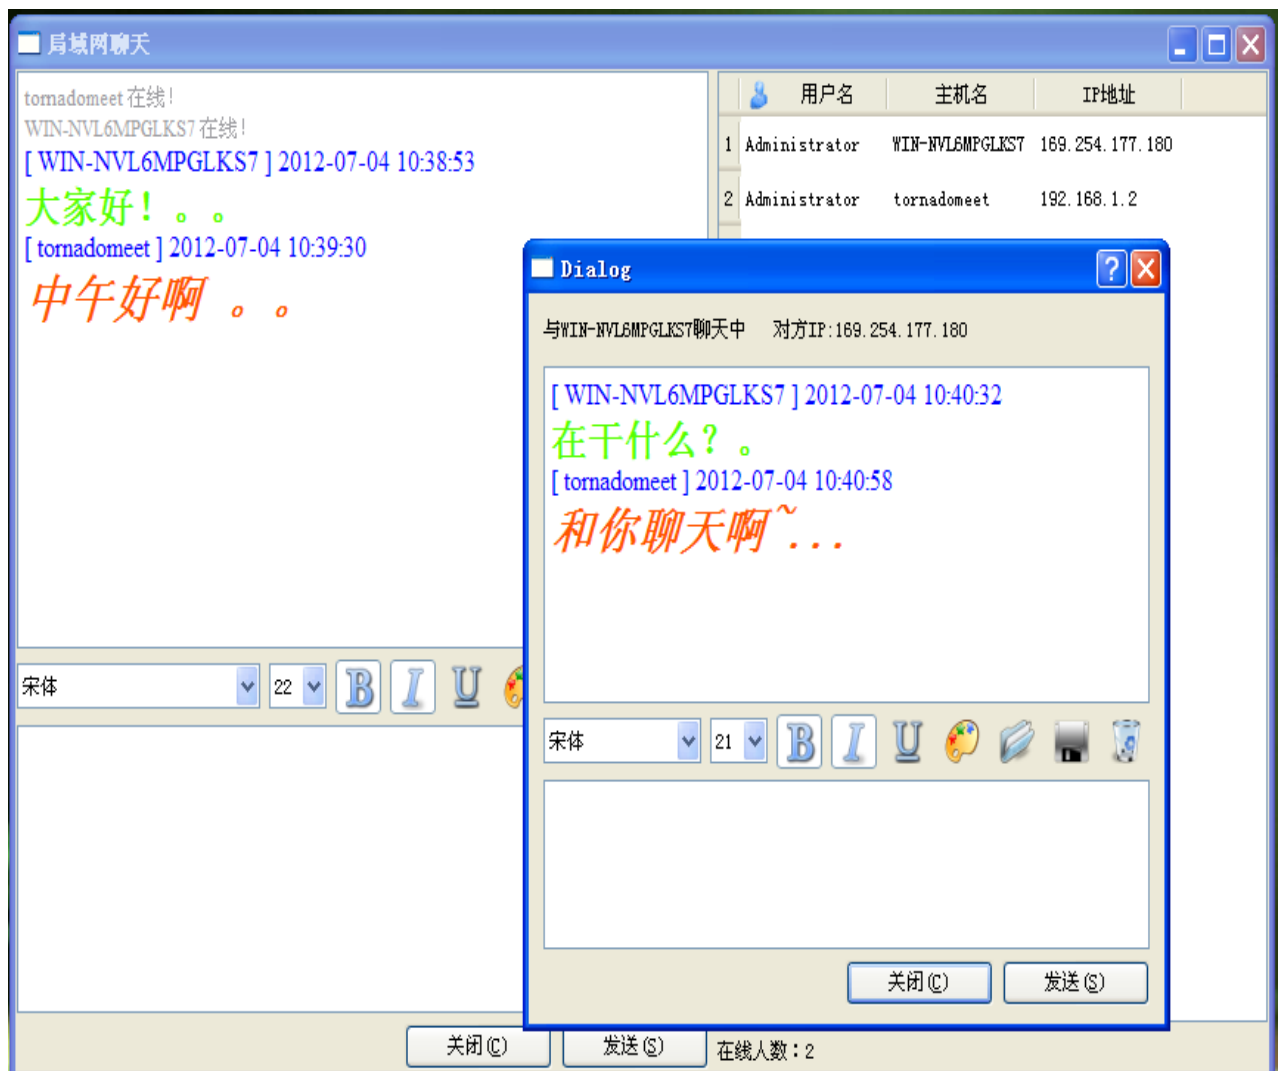 局域网聊天
tornadomeet 在线！
WIN-NVL6MPGLKS7 在线！
[ WIN-NVL6MPGLKS7 ] 2012-07-04 10:38:53
大家好！。。
[ tornadomeet ] 2012-07-04 10:39:30
中午好啊 。。
用户名 主机名 IP地址
1 Administrator WIN-NVL6MPGLKS7 169.254.177.180
2 Administrator tornadomeet 192.168.1.2
宋体 22 B I U
关闭(C) 发送(S) 在线人数：2
Dialog
与WIN-NVL6MPGLKS7聊天中 对方IP:169.254.177.180
[ WIN-NVL6MPGLKS7 ] 2012-07-04 10:40:32
在干什么？。
[ tornadomeet ] 2012-07-04 10:40:58
和你聊天啊~...
宋体 21 B I U
关闭(C) 发送(S)